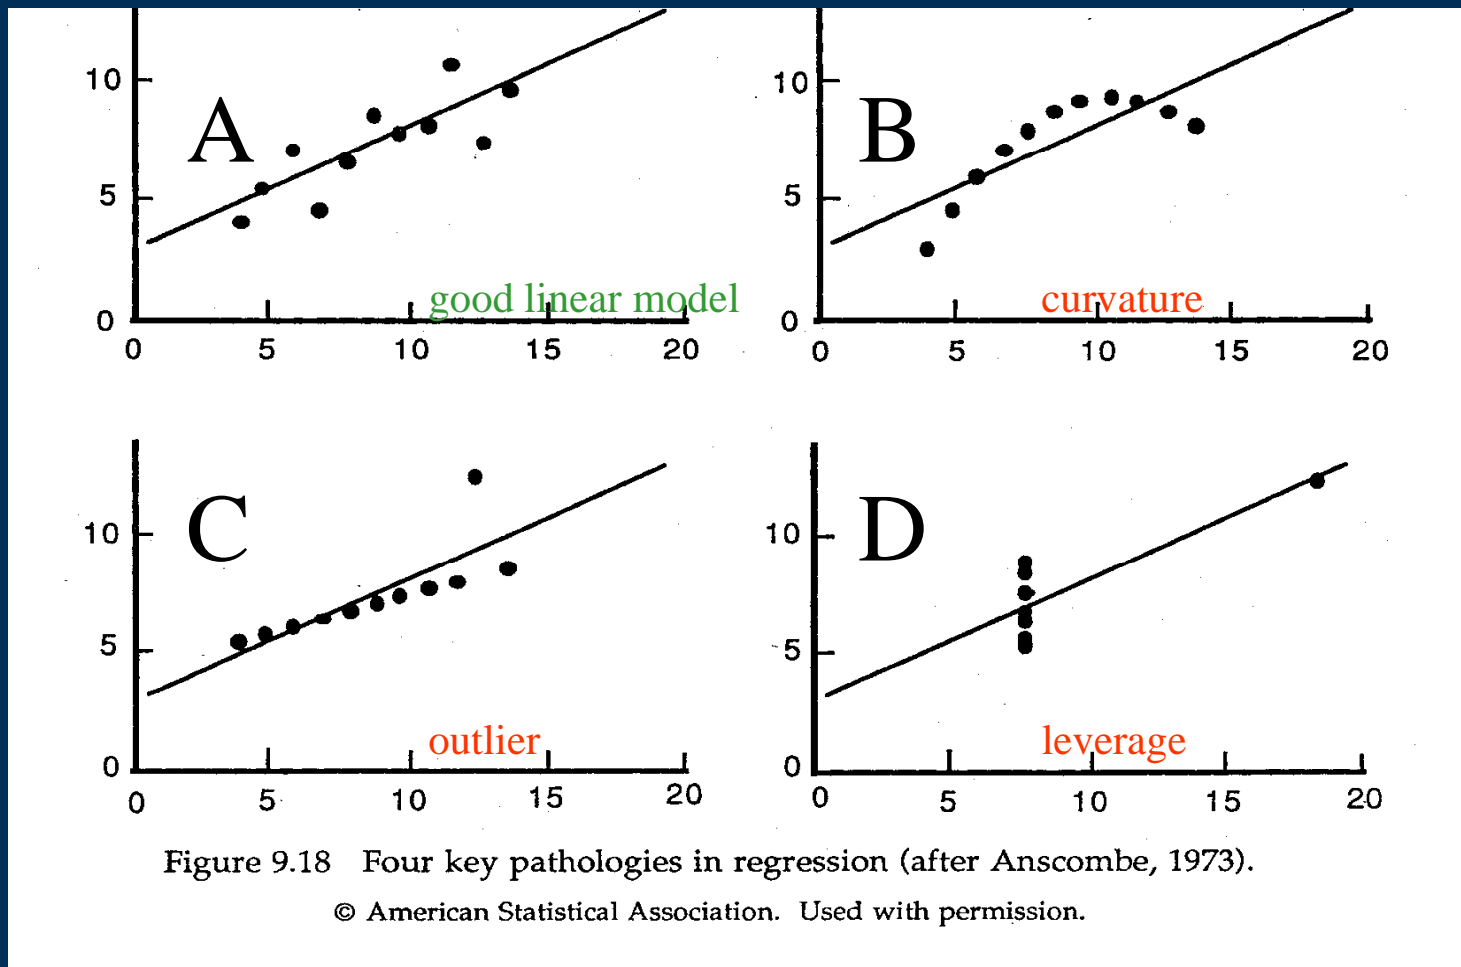 10
A
5
good linear model
0
0 5 10 15 20
10
B
5
curvature
0
0 5 10 15 20
10
C
5
outlier
0
0 5 10 15 20
10
D
5
leverage
0
0 5 10 15 20
Figure 9.18 Four key pathologies in regression (after Anscombe, 1973).
© American Statistical Association. Used with permission.